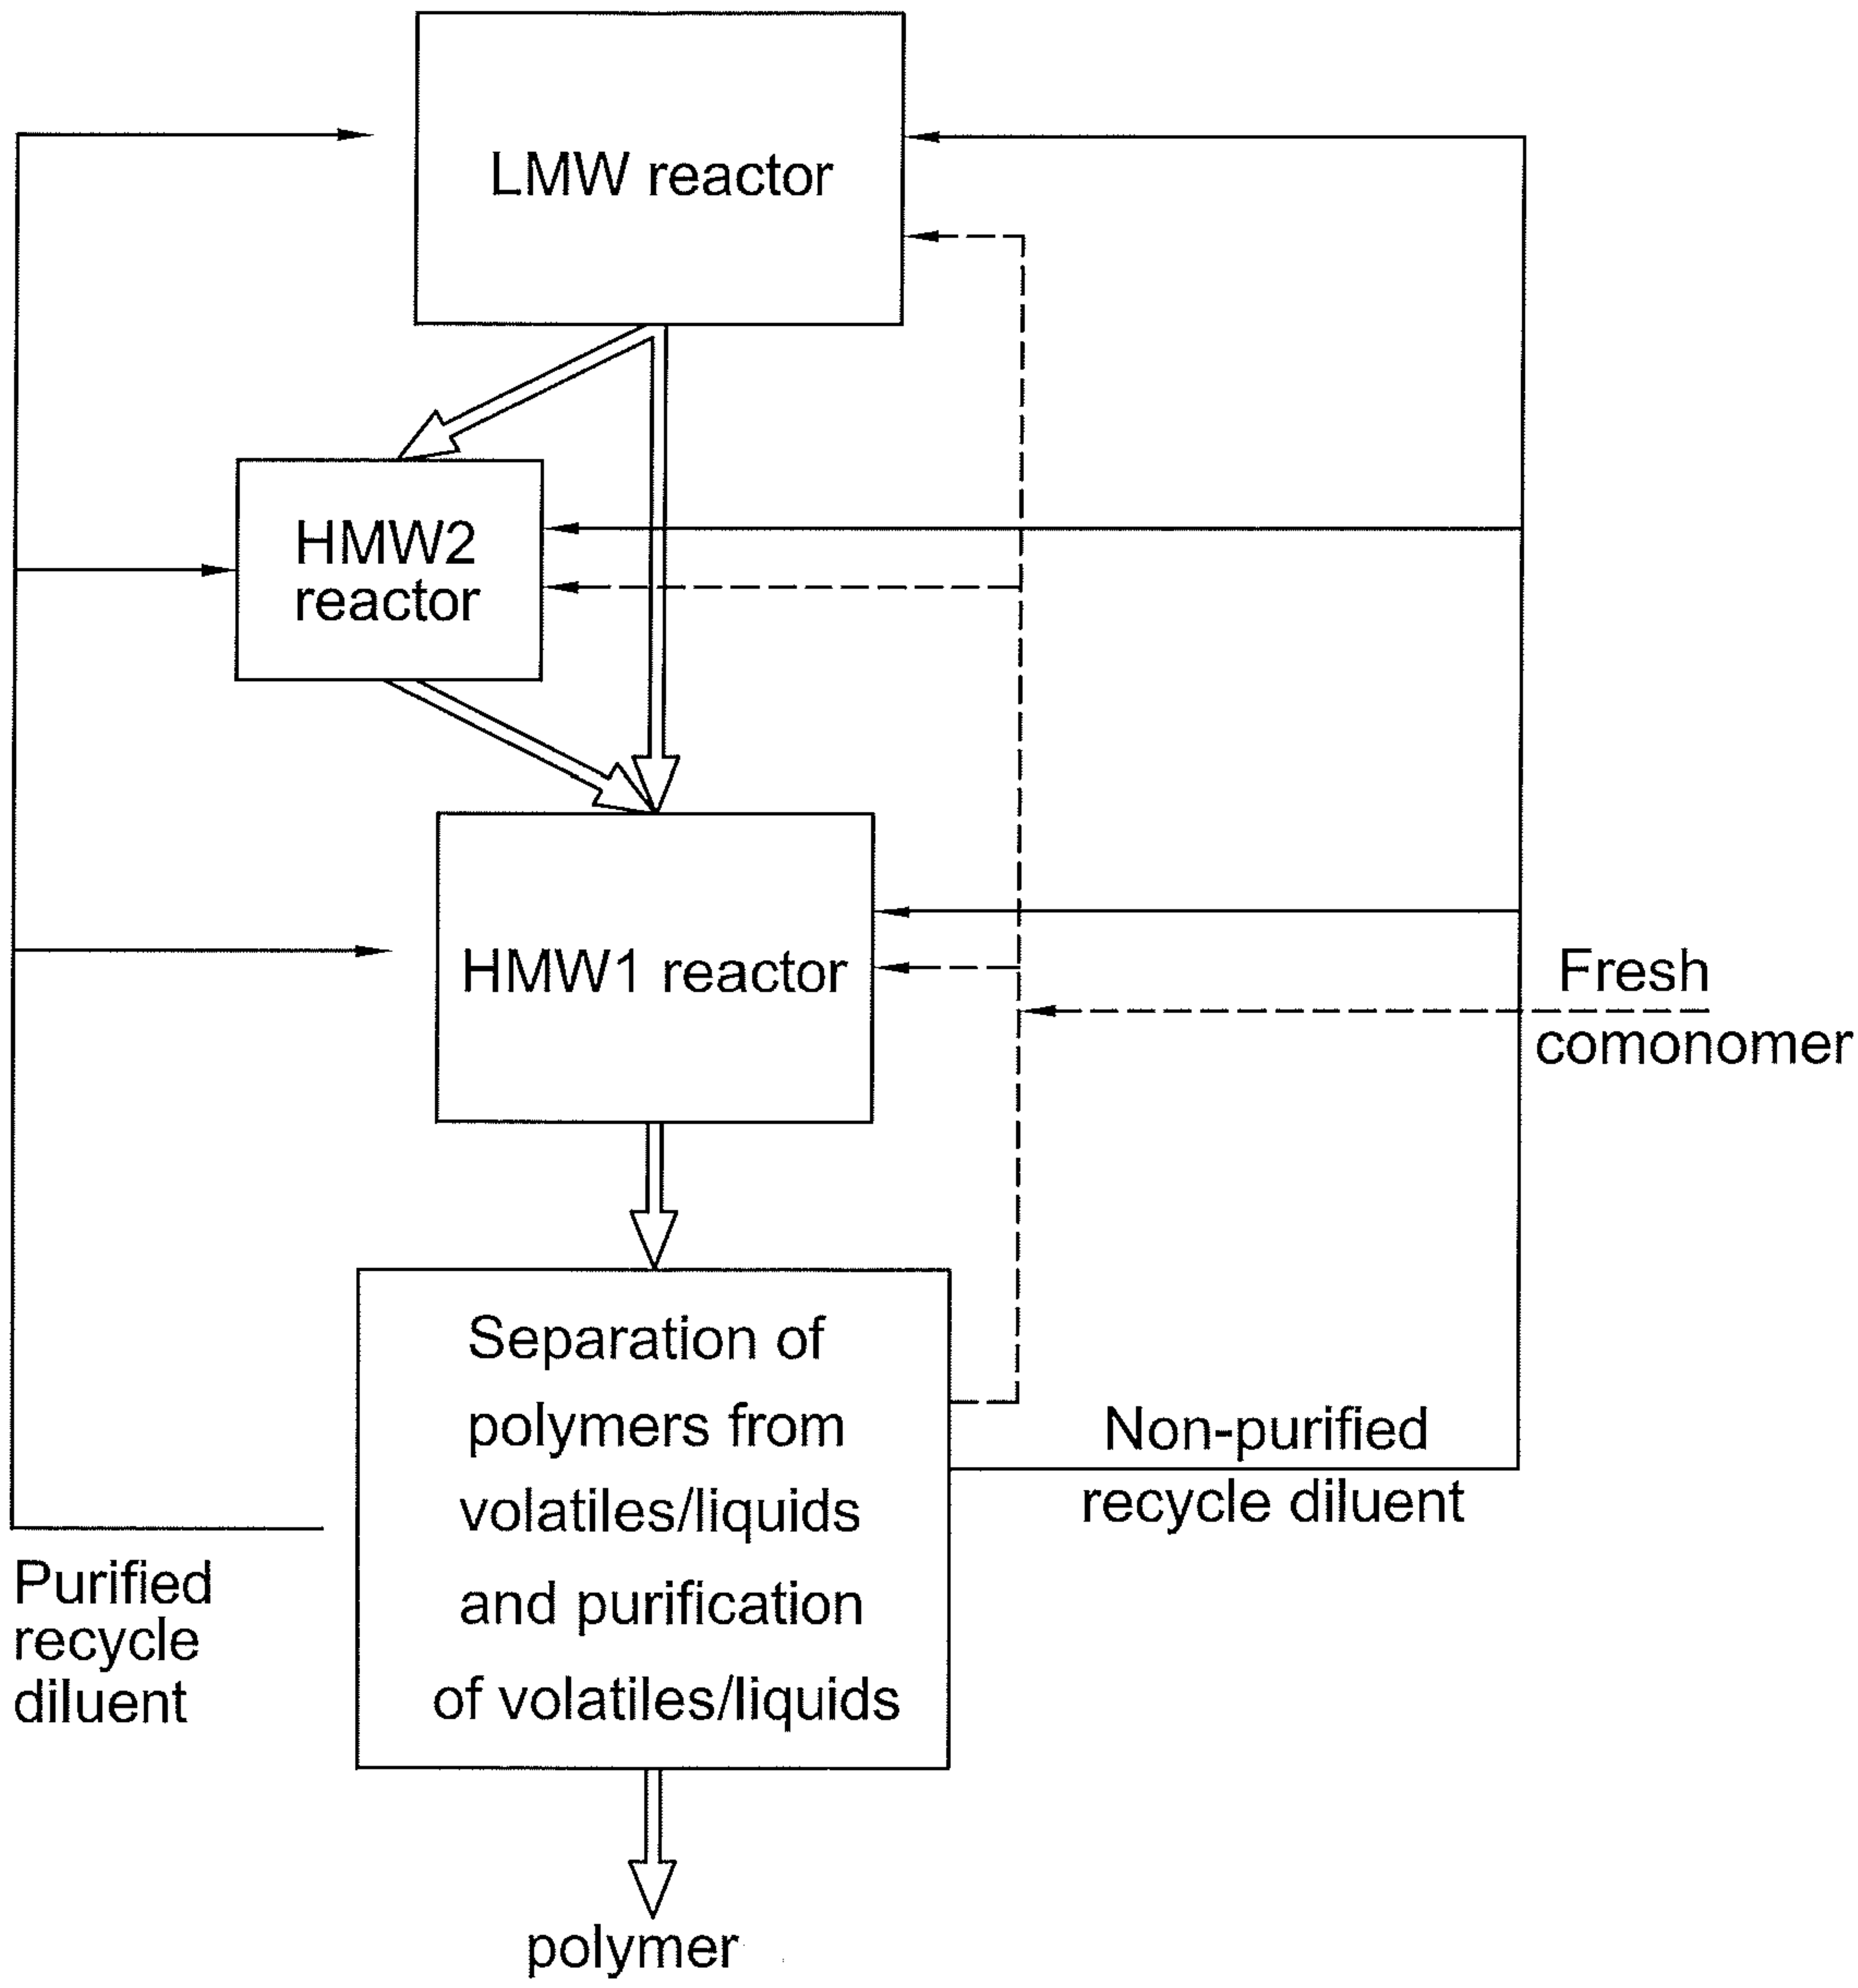 LMW reactor
HMW2
reactor
HMW1 reactor
Fresh
comonomer
Separation of
polymers from
volatiles/liquids
and purification
of volatiles/liquids
Non-purified
recycle diluent
Purified
recycle
diluent
polymer